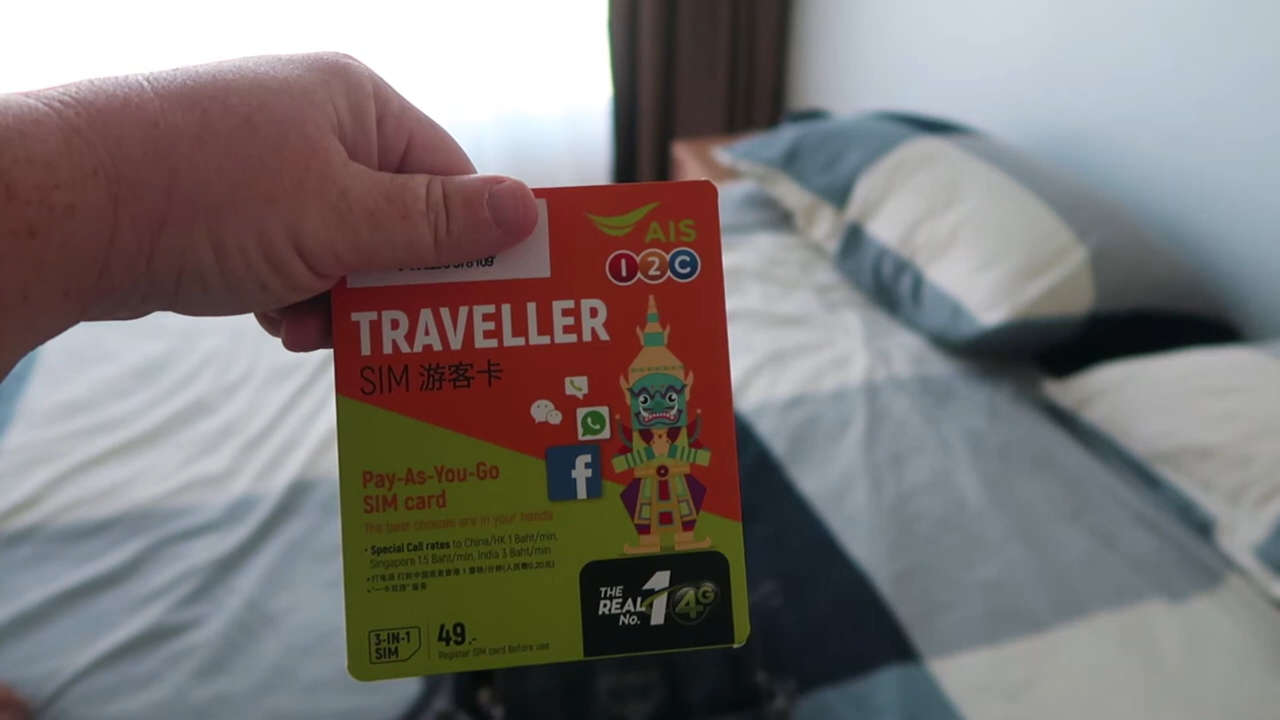 AIS
12C
TRAVELLER
SIM 游客卡
f
Pay-As-You-Go
SIM card
The best choices are in your hands
• Special Call rates to China/HK 1 Baht/min,
Singapore 1.5 Baht/min, India 3 Baht/min
THE
REAL
No.
1
4G
3-IN-1
SIM
49.-
Register SIM card Before use